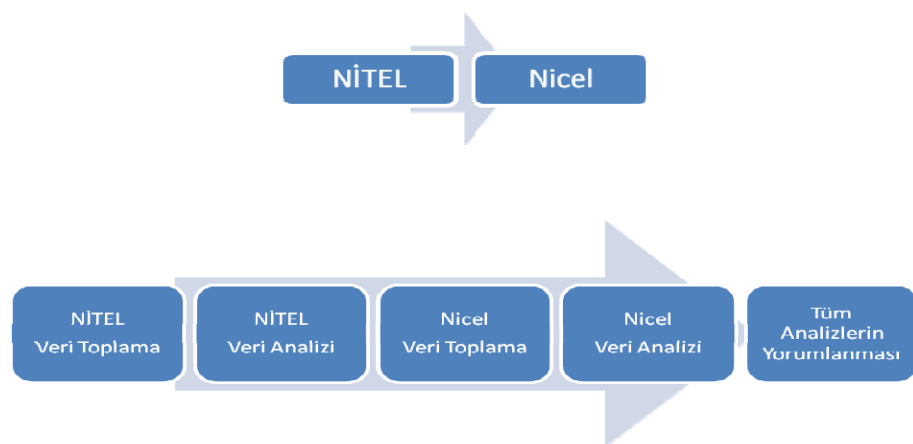 NİTEL
Nicel
NİTEL
Veri Toplama
NİTEL
Veri Analizi
Nicel
Veri Toplama
Nicel
Veri Analizi
Tüm
Analizlerin
Yorumlanması